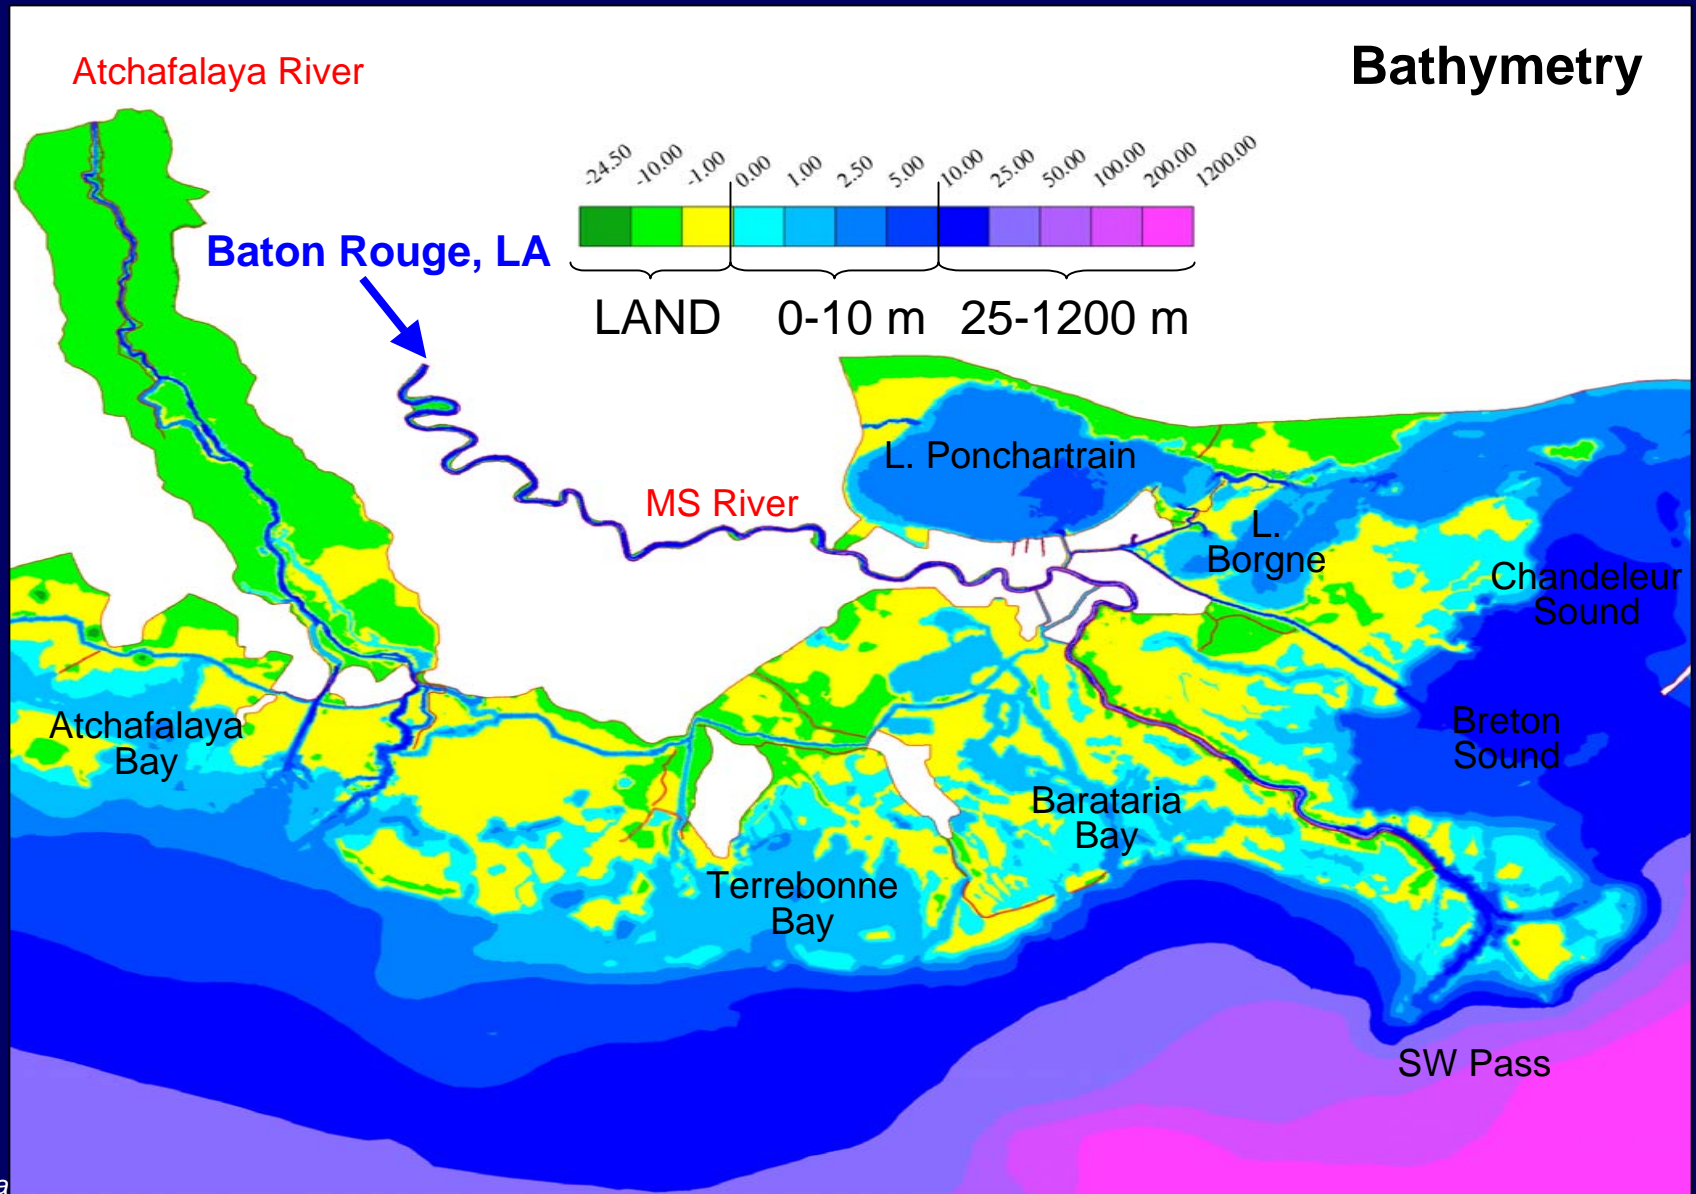 Bathymetry
Atchafalaya River
-24.50 -10.00 -1.00 0.00 1.00 2.50 5.00 10.00 25.00 50.00 100.00 200.00 1200.00
Baton Rouge, LA
LAND 0-10 m 25-1200 m
L. Ponchartrain
MS River
L.
Borgne
Chandeleur
Sound
Atchafalaya
Bay
Breton
Sound
Barataria
Bay
Terrebonne
Bay
SW Pass
a